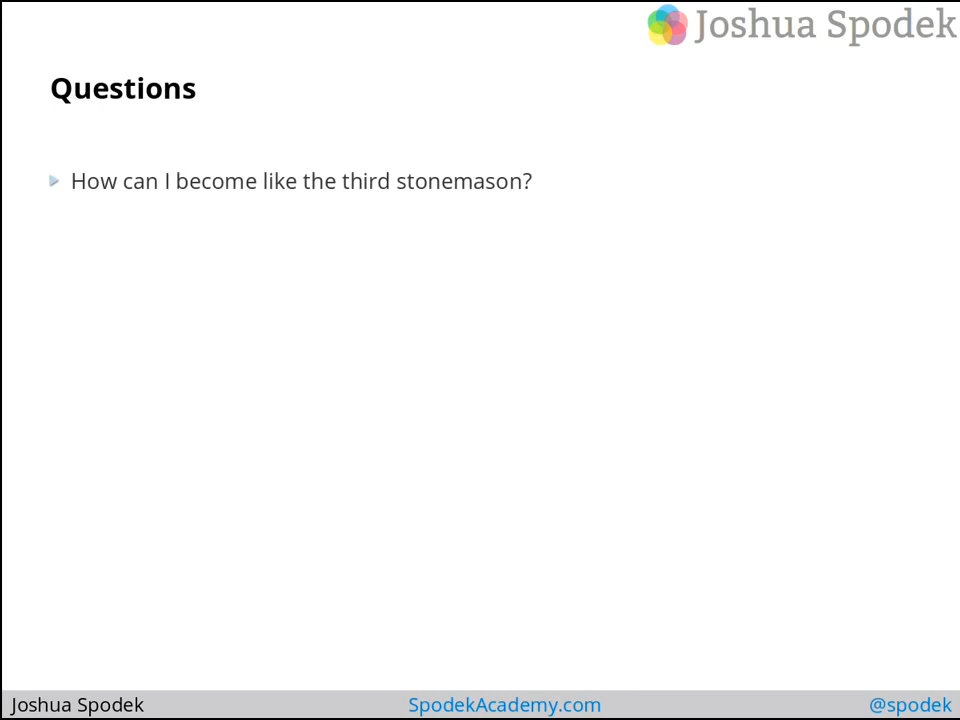 Joshua Spodek
Questions
How can I become like the third stonemason?
Joshua Spodek SpodekAcademy.com @spodek